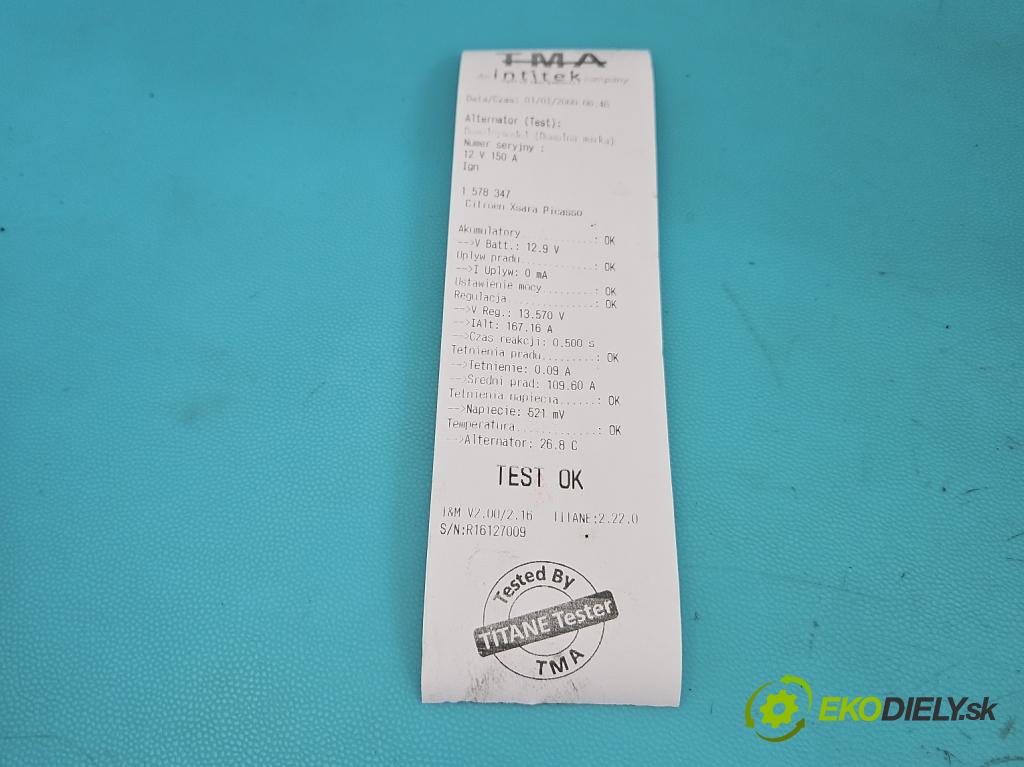 TMA
intitek company
Data/Czas: 01/01/2000 00:46
Alternator (Test):
(Dowolna marka)
Numer seryjny :
12 V 150 A
Ign
1 578 347
Citroen Xsara Picasso
Akumulatory..........: OK
-->V Batt.: 12.9 V
Uplyw pradu..........: OK
-->I Uplyw: 0 mA
Ustawienie mocy.......: OK
Regulacja............: OK
-->V Reg.: 13.570 V
-->IAlt: 167.16 A
-->Czas reakcji: 0.500 s
Tetnienia pradu........: OK
-->Tetnienie: 0.09 A
-->Sredni prad: 109.60 A
Tetnienia napiecia.....: OK
-->Napiecie: 521 mV
Temperatura............: OK
-->Alternator: 26.8 C
TEST OK
I&M V2.00/2.16 TITANE:2.22.0
S/N:R16127009
Tested By
TITANE Tester
TMA
EKODIELY.sk